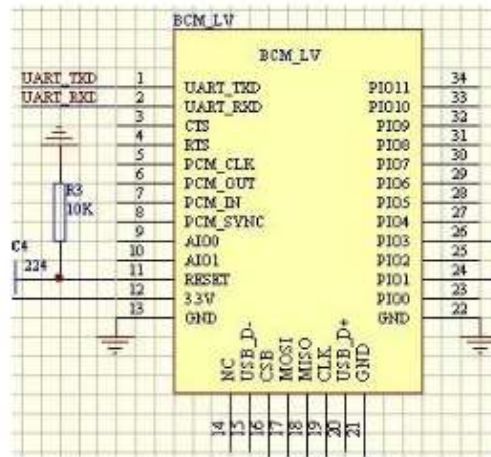 BCM_LV
BCM_LV
UART_TXD 1 UART_TXD PIO11 34
UART_RXD 2 UART_RXD PIO10 33
3 CTS PIO9 32
4 RTS PIO8 31
5 PCM_CLK PIO7 30
6 PCM_OUT PIO6 29
7 PCM_IN PIO5 28
8 PCM_SYNC PIO4 27
9 AIO0 PIO3 26
10 AIO1 PIO2 25
11 RESET PIO1 24
12 3.3V PIO0 23
13 GND GND 22
R3
10K
C4
224
NC USB_D- CSB MOSI MISO CLK USB_D+ GND
14 15 16 17 18 19 20 21